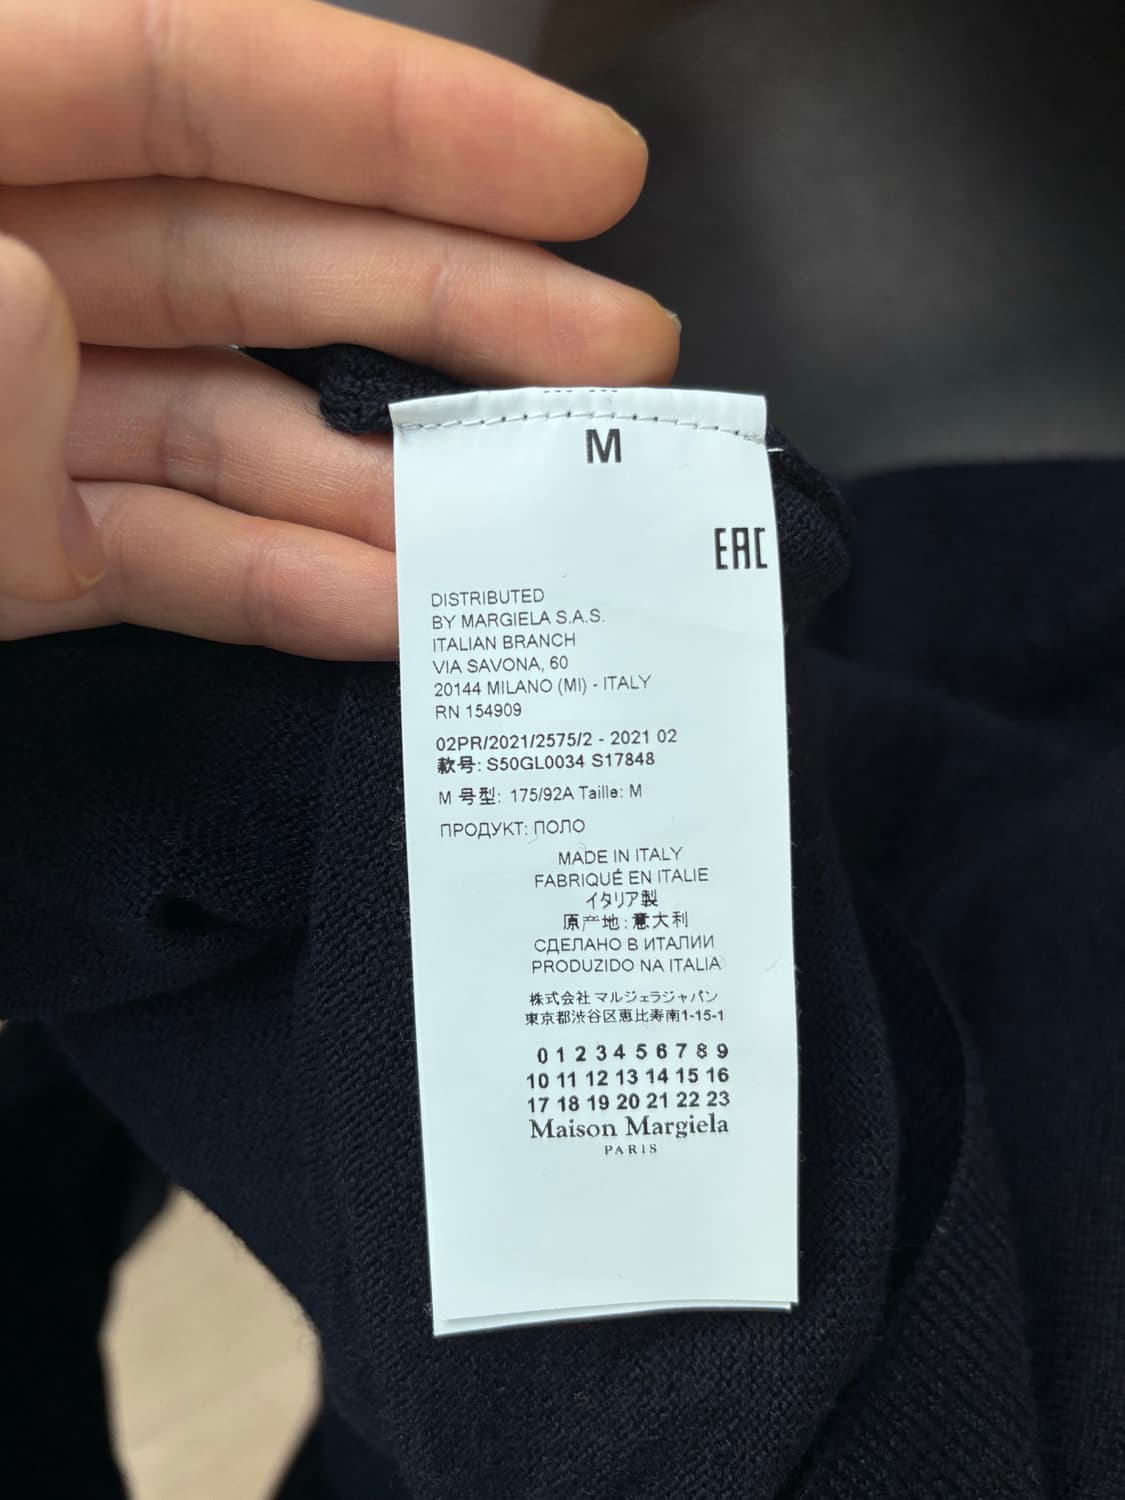 M
EAC
DISTRIBUTED
BY MARGIELA S.A.S.
ITALIAN BRANCH
VIA SAVONA, 60
20144 MILANO (MI) - ITALY
RN 154909
02PR/2021/2575/2 - 2021 02
款号: S50GL0034 S17848
M 号型: 175/92A Taille: M
ПРОДУКТ: ПОЛО
MADE IN ITALY
FABRIQUÉ EN ITALIE
イタリア製
原产地:意大利
СДЕЛАНО В ИТАЛИИ
PRODUZIDO NA ITALIA
株式会社 マルジェラジャパン
東京都渋谷区恵比寿南1-15-1
0 1 2 3 4 5 6 7 8 9
10 11 12 13 14 15 16
17 18 19 20 21 22 23
Maison Margiela
PARIS